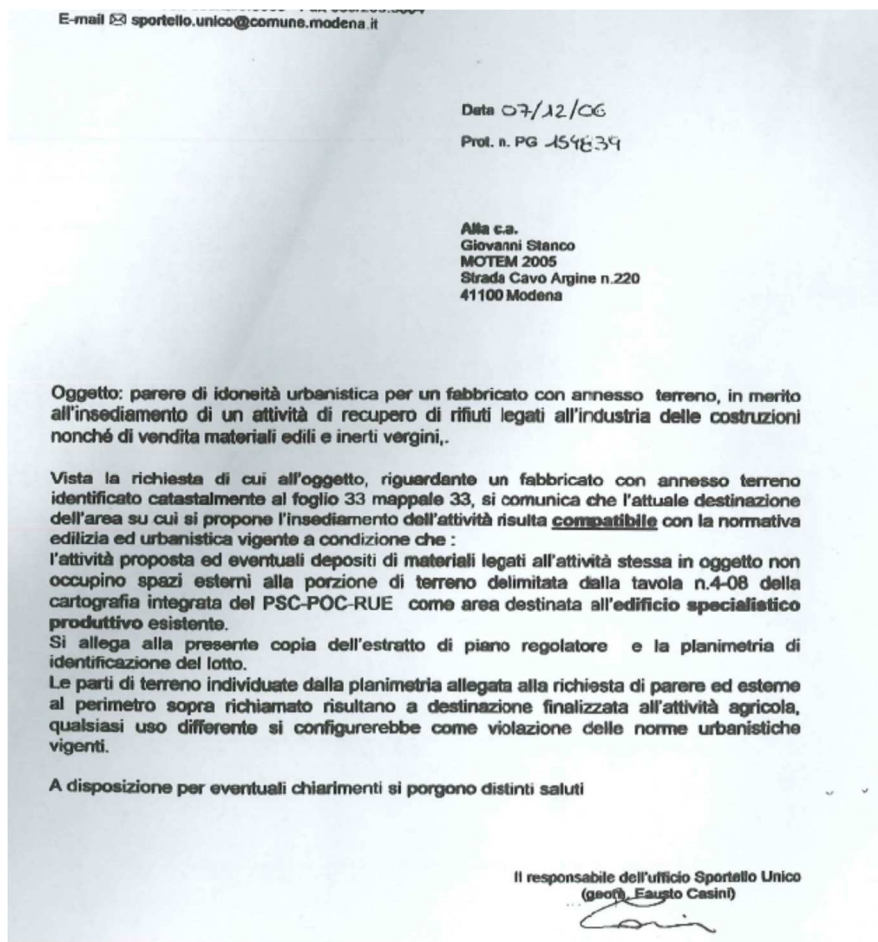 E-mail ✉ sportello.unico@comune.modena.it
Data 07/12/06
Prot. n. PG 154839
Alla c.a.
Giovanni Stanco
MOTEM 2005
Strada Cavo Argine n.220
41100 Modena
Oggetto: parere di idoneità urbanistica per un fabbricato con annesso terreno, in merito
all'insediamento di un attività di recupero di rifiuti legati all'industria delle costruzioni
nonché di vendita materiali edili e inerti vergini,.
Vista la richiesta di cui all'oggetto, riguardante un fabbricato con annesso terreno
identificato catastalmente al foglio 33 mappale 33, si comunica che l'attuale destinazione
dell'area su cui si propone l'insediamento dell'attività risulta compatibile con la normativa
edilizia ed urbanistica vigente a condizione che :
l'attività proposta ed eventuali depositi di materiali legati all'attività stessa in oggetto non
occupino spazi esterni alla porzione di terreno delimitata dalla tavola n.4-08 della
cartografia integrata del PSC-POC-RUE come area destinata all'edificio specialistico
produttivo esistente.
Si allega alla presente copia dell'estratto di piano regolatore e la planimetria di
identificazione del lotto.
Le parti di terreno individuate dalla planimetria allegata alla richiesta di parere ed esterne
al perimetro sopra richiamato risultano a destinazione finalizzata all'attività agricola,
qualsiasi uso differente si configurerebbe come violazione delle norme urbanistiche
vigenti.
A disposizione per eventuali chiarimenti si porgono distinti saluti
Il responsabile dell'ufficio Sportello Unico
(geom. Fausto Casini)